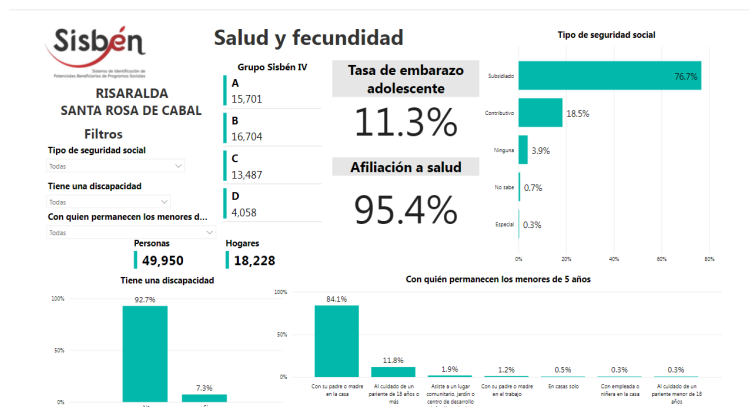 Sisbén
Sistema de Identificación de
Potenciales Beneficiarios de Programas Sociales
RISARALDA
SANTA ROSA DE CABAL
Filtros
Tipo de seguridad social
Todas
Tiene una discapacidad
Todas
Con quien permanecen los menores d...
Todas
Salud y fecundidad
Grupo Sisbén IV
A
15,701
B
16,704
C
13,487
D
4,058
Tasa de embarazo
adolescente
11.3%
Afiliación a salud
95.4%
Personas
49,950
Hogares
18,228
Tipo de seguridad social
Subsidiado
76.7%
Contributivo
18.5%
Ninguna
3.9%
No sabe
0.7%
Especial
0.3%
0%
20%
40%
60%
80%
Tiene una discapacidad
100%
50%
0%
92.7%
7.3%
No
Si
Con quién permanecen los menores de 5 años
100%
50%
0%
84.1%
11.8%
1.9%
1.2%
0.5%
0.3%
0.3%
Con su padre o madre
en la casa
Al cuidado de un
pariente de 18 años o
más
Asiste a un lugar
comunitario, jardín o
centro de desarrollo
Con su padre o madre
en el trabajo
En casas solo
Con empleada o
niñera en la casa
Al cuidado de un
pariente menor de 18
años